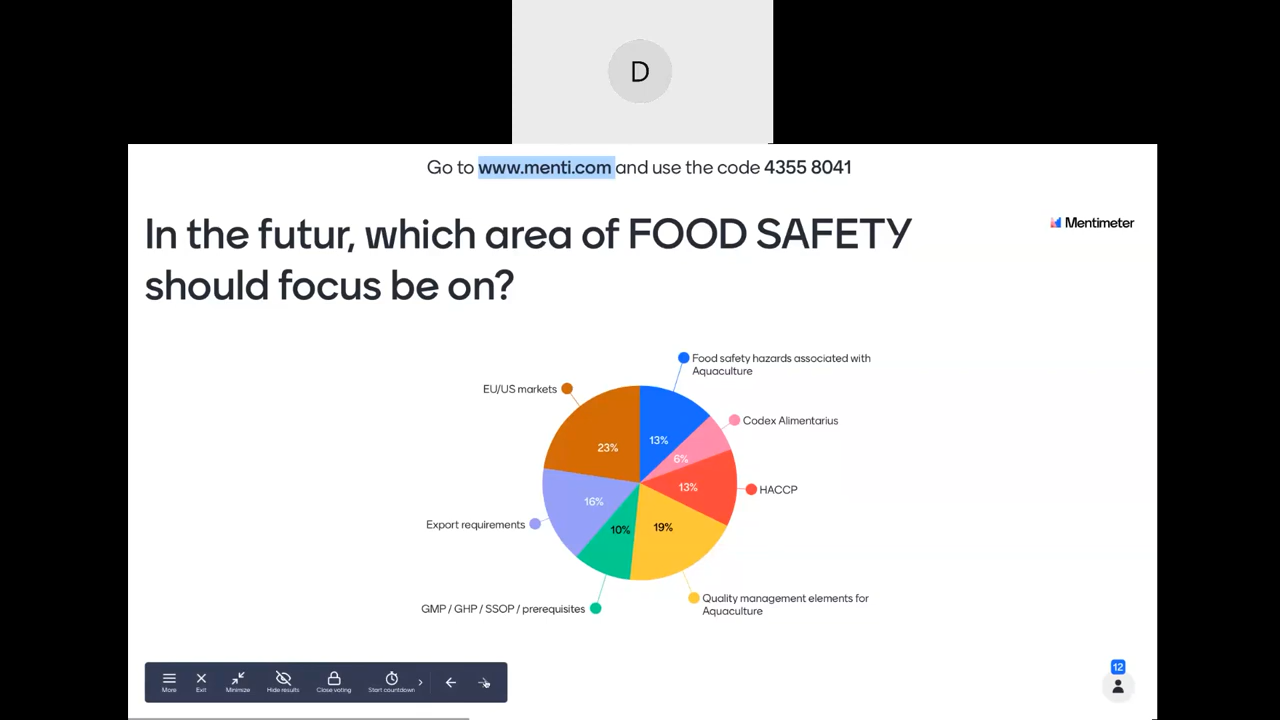 D
Go to www.menti.com and use the code 4355 8041
In the futur, which area of FOOD SAFETY
should focus be on?
Mentimeter
Food safety hazards associated with
Aquaculture
EU/US markets
Codex Alimentarius
13%
23%
6%
13%
HACCP
16%
Export requirements
10%
19%
Quality management elements for
Aquaculture
GMP / GHP / SSOP / prerequisites
More
Exit
Minimize
Hide results
Close voting
Start countdown
12